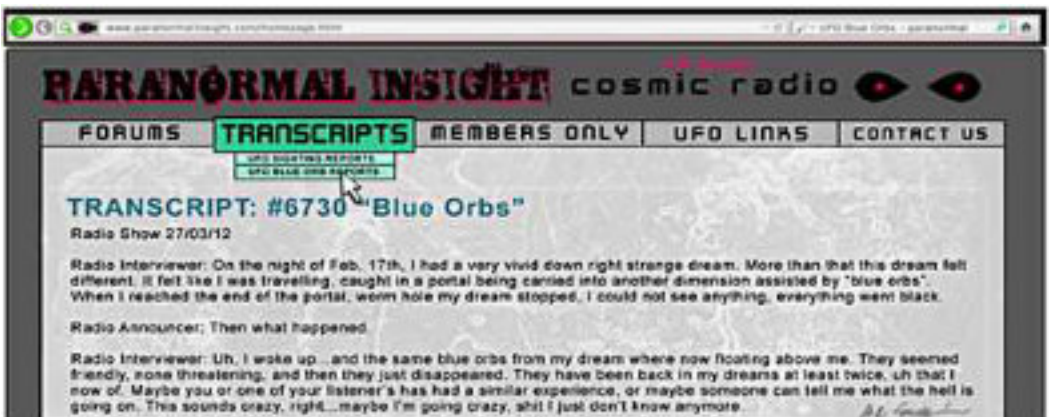 UFO Blue Orbs - paranormal
PARANORMAL INSIGHT cosmic radio
FORUMS TRANSCRIPTS MEMBERS ONLY UFO LINKS CONTACT US
UFO SIGHTING REPORTS
UFO BLUE ORB REPORTS
TRANSCRIPT: #6730 "Blue Orbs"
Radio Show 27/03/12
Radio Interviewer: On the night of Feb. 17th, I had a very vivid down right strange dream. More than that this dream felt
different. It felt like I was travelling, caught in a portal being carried into another dimension assisted by "blue orbs".
When I reached the end of the portal, worm hole my dream stopped, I could not see anything, everything went black.
Radio Announcer: Then what happened.
Radio Interviewer: Uh, I woke up...and the same blue orbs from my dream where now floating above me. They seemed
friendly, none threatening, and then they just disappeared. They have been back in my dreams at least twice, uh that I
now of. Maybe you or one of your listener's has had a similar experience, or maybe someone can tell me what the hell is
going on. This sounds crazy, right...maybe I'm going crazy, shit I just don't know anymore.